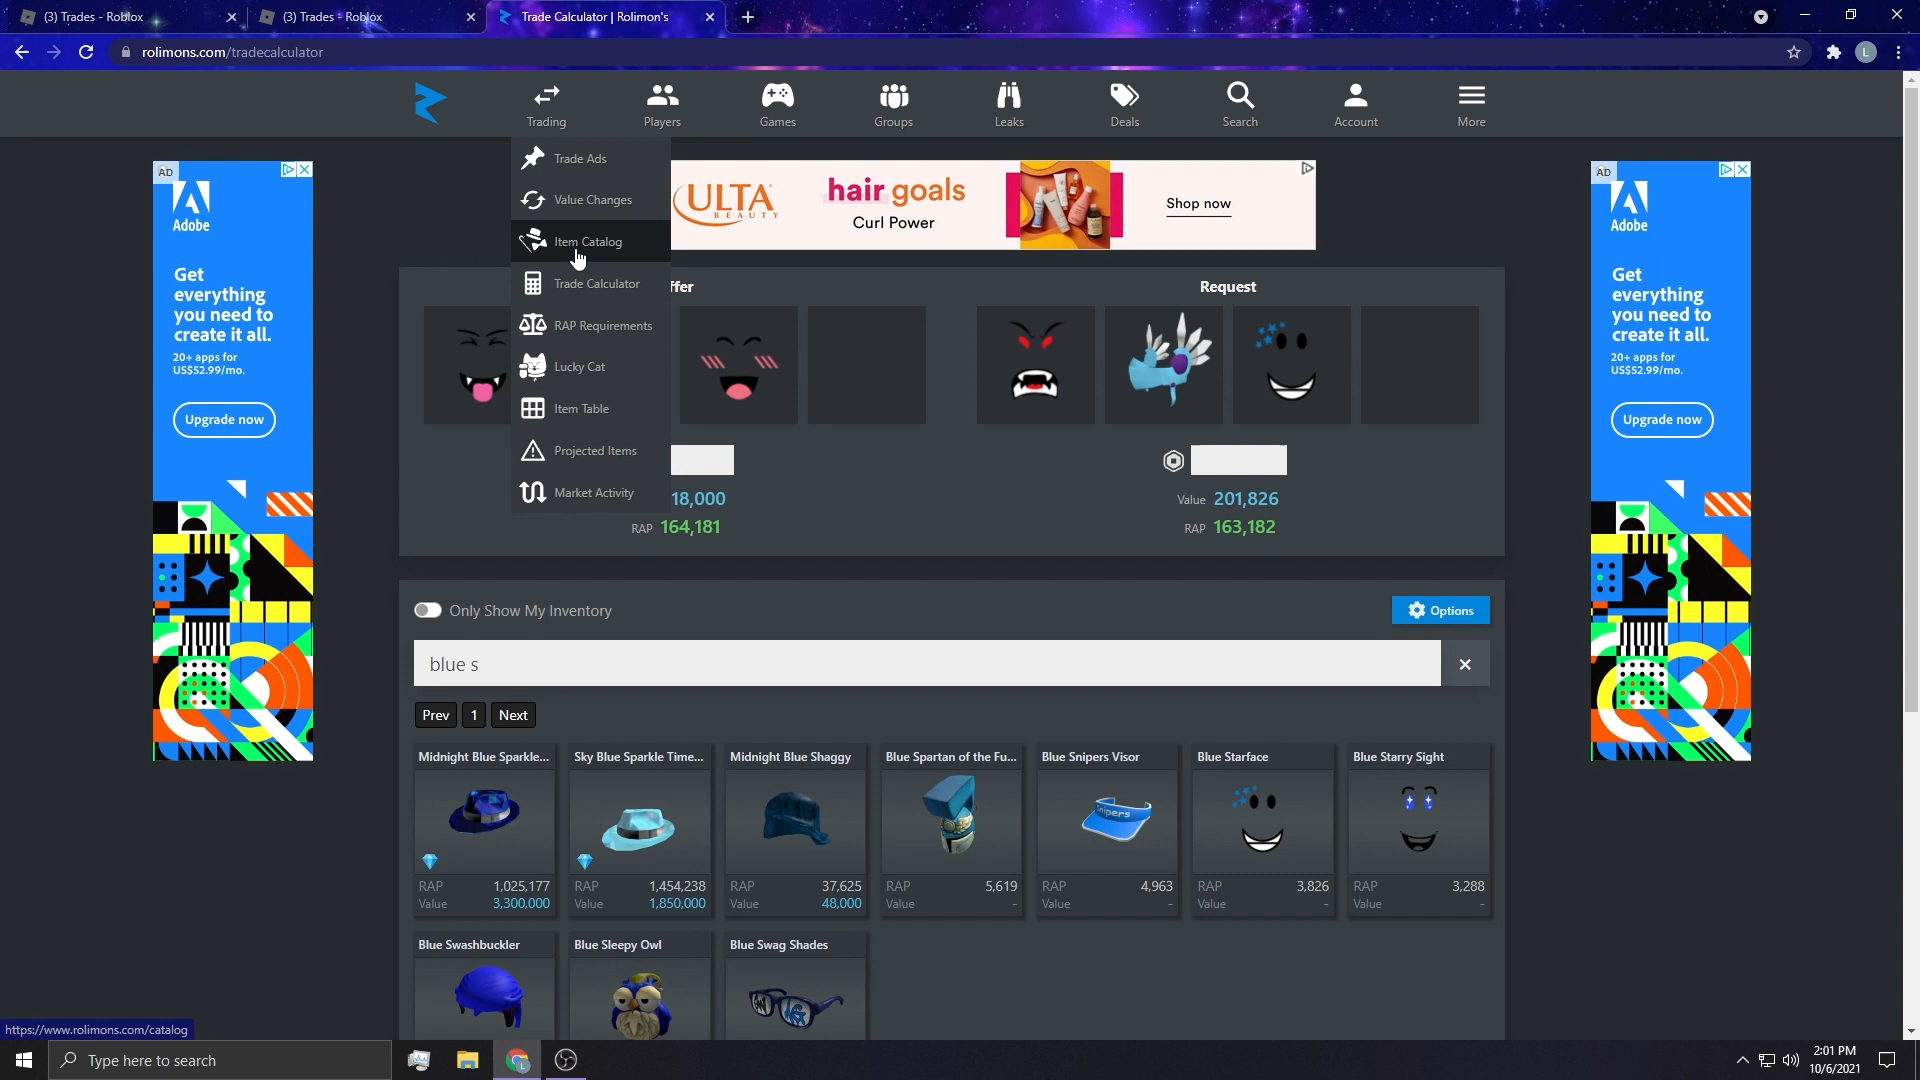 (3) Trades - Roblox
(3) Trades - Roblox
Trade Calculator | Rolimon's
rolimons.com/tradecalculator
L
Trading
Players
Games
Groups
Leaks
Deals
Search
Account
More
Trade Ads
Value Changes
Item Catalog
Trade Calculator
RAP Requirements
Lucky Cat
Item Table
Projected Items
Market Activity
AD
Adobe
Get
everything
you need to
create it all.
20+ apps for
US$52.99/mo.
Upgrade now
ULTA
BEAUTY
hair goals
Curl Power
Shop now
AD
Adobe
Get
everything
you need to
create it all.
20+ apps for
US$52.99/mo.
Upgrade now
ffer
Request
18,000
RAP 164,181
Value 201,826
RAP 163,182
Only Show My Inventory
Options
blue s
Prev 1 Next
Midnight Blue Sparkle...
RAP 1,025,177
Value 3,300,000
Sky Blue Sparkle Time...
RAP 1,454,238
Value 1,850,000
Midnight Blue Shaggy
RAP 37,625
Value 48,000
Blue Spartan of the Fu...
RAP 5,619
Value -
Blue Snipers Visor
Snipers
RAP 4,963
Value -
Blue Starface
RAP 3,826
Value -
Blue Starry Sight
RAP 3,288
Value -
Blue Swashbuckler
Blue Sleepy Owl
Blue Swag Shades
https://www.rolimons.com/catalog
Type here to search
L
2:01 PM
10/6/2021